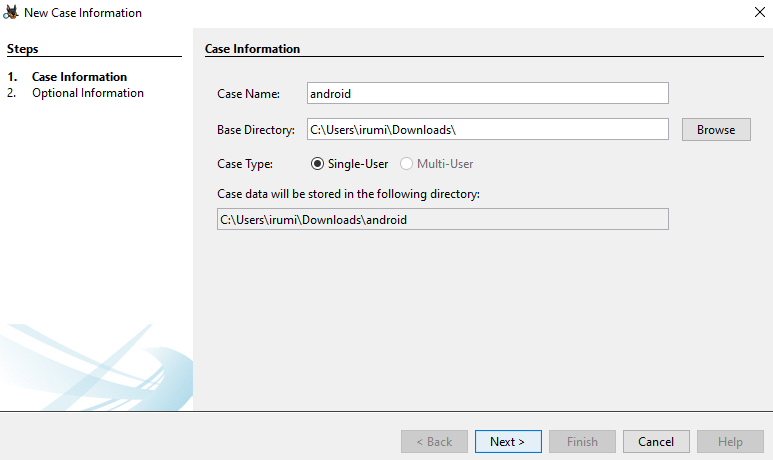 New Case Information
Steps
1. Case Information
2. Optional Information
Case Information
Case Name: android
Base Directory: C:\Users\irumi\Downloads\ Browse
Case Type: Single-User Multi-User
Case data will be stored in the following directory:
C:\Users\irumi\Downloads\android
< Back Next > Finish Cancel Help